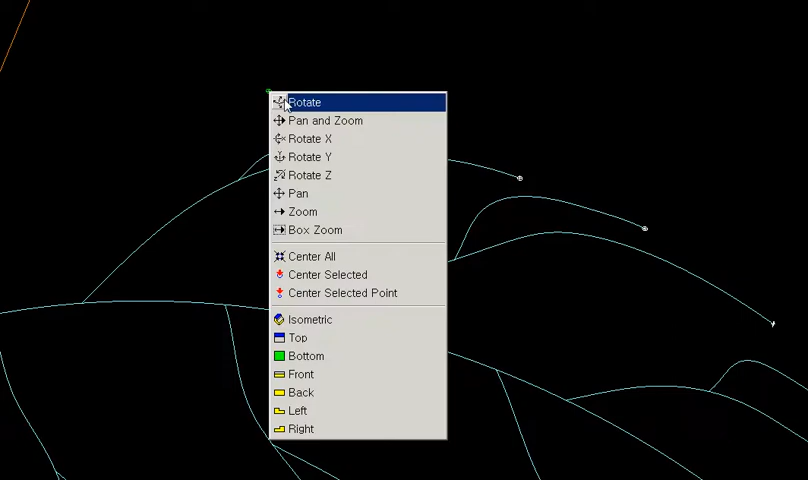 Rotate
Pan and Zoom
Rotate X
Rotate Y
Rotate Z
Pan
Zoom
Box Zoom
Center All
Center Selected
Center Selected Point
Isometric
Top
Bottom
Front
Back
Left
Right